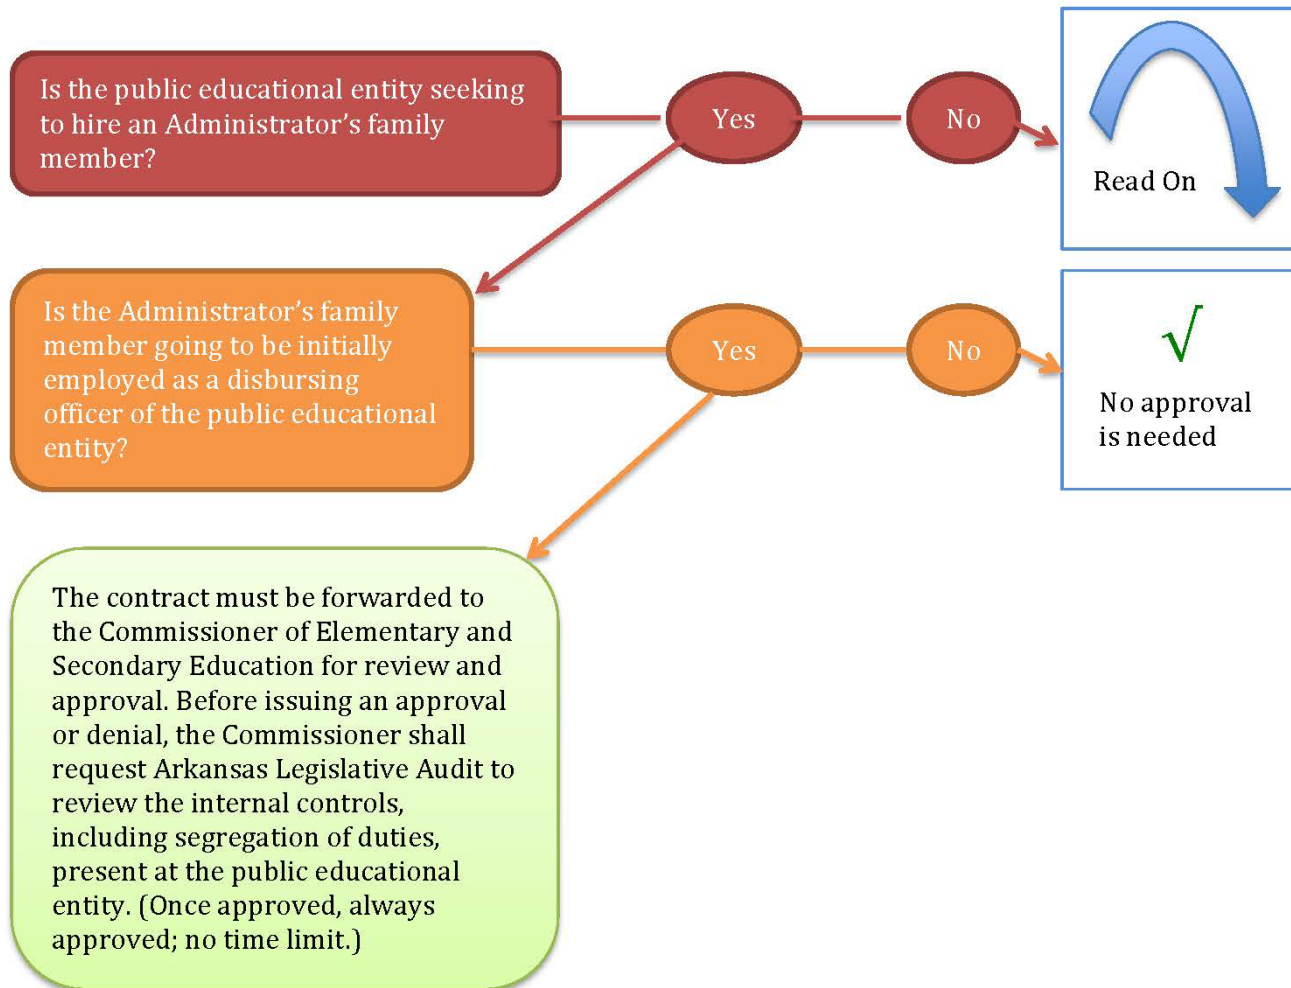 Is the public educational entity seeking
to hire an Administrator’s family
member?
Yes
No
Read On
Is the Administrator’s family
member going to be initially
employed as a disbursing
officer of the public educational
entity?
Yes
No
√
No approval
is needed
The contract must be forwarded to
the Commissioner of Elementary and
Secondary Education for review and
approval. Before issuing an approval
or denial, the Commissioner shall
request Arkansas Legislative Audit to
review the internal controls,
including segregation of duties,
present at the public educational
entity. (Once approved, always
approved; no time limit.)